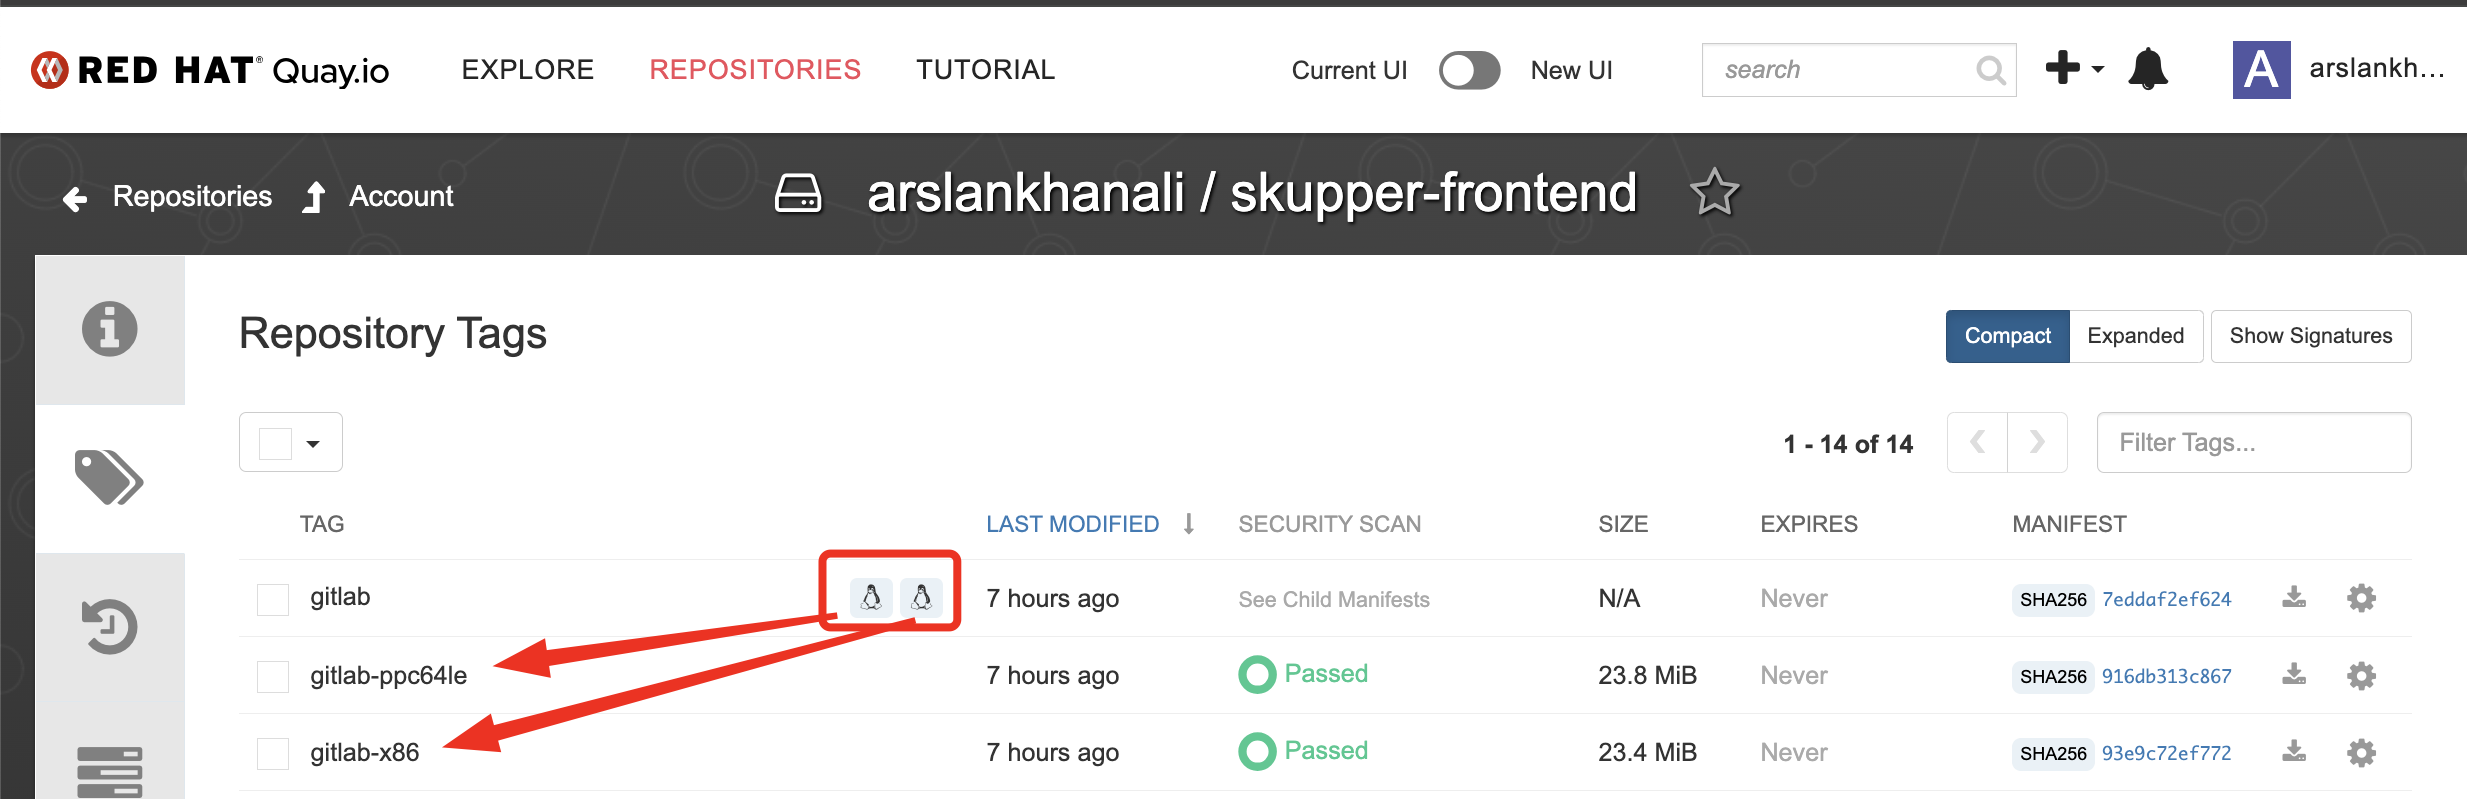 RED HAT® Quay.io EXPLORE REPOSITORIES TUTORIAL Current UI New UI search A arslankh...
Repositories Account arslankhanali / skupper-frontend
Repository Tags Compact Expanded Show Signatures
1 - 14 of 14 Filter Tags...
TAG LAST MODIFIED SECURITY SCAN SIZE EXPIRES MANIFEST
gitlab 7 hours ago See Child Manifests N/A Never SHA256 7eddaf2ef624
gitlab-ppc64le 7 hours ago Passed 23.8 MiB Never SHA256 916db313c867
gitlab-x86 7 hours ago Passed 23.4 MiB Never SHA256 93e9c72ef772